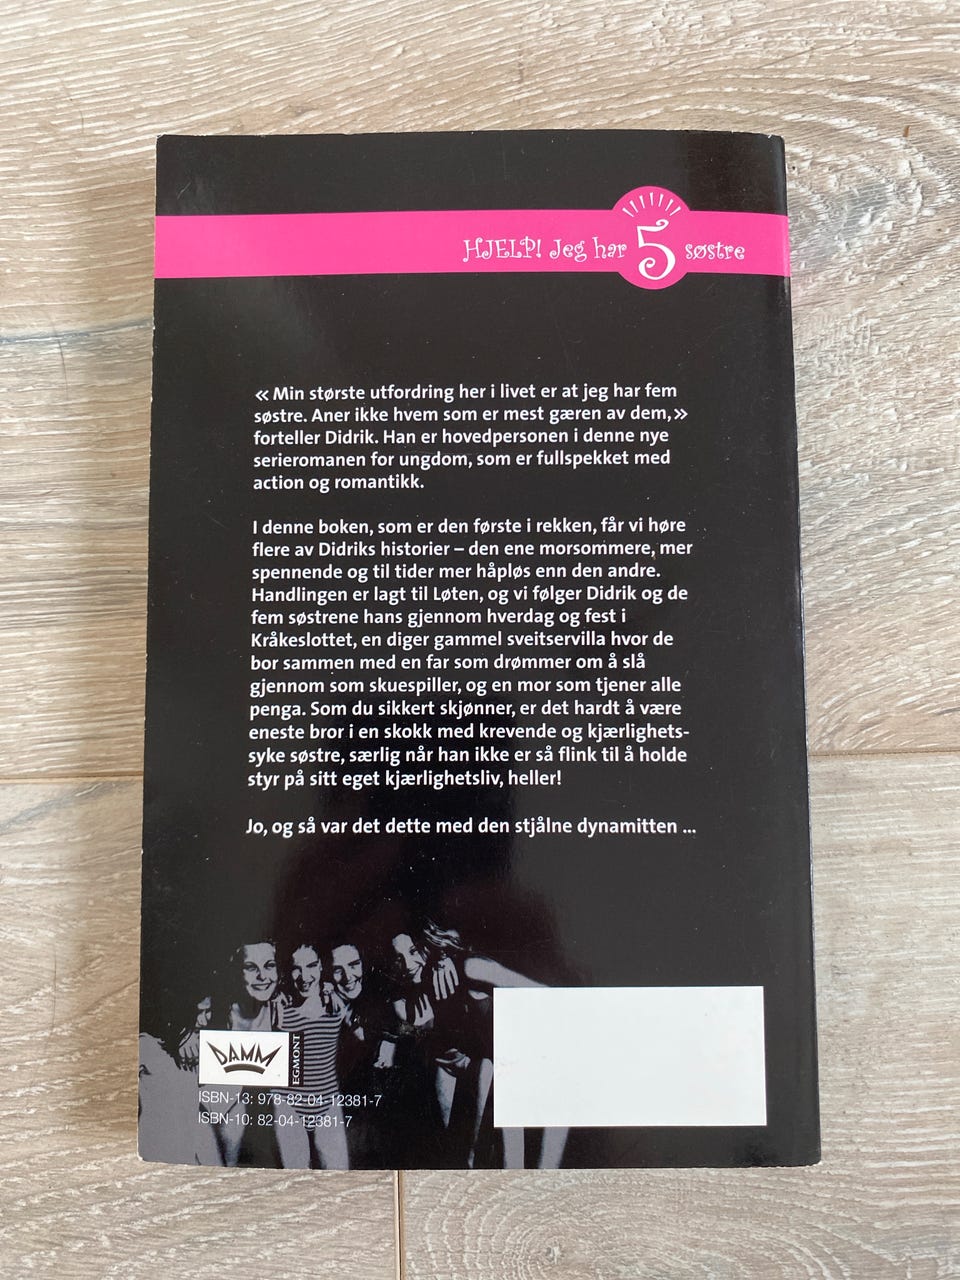 HJELP! Jeg har 5 søstre
« Min største utfordring her i livet er at jeg har fem
søstre. Aner ikke hvem som er mest gæren av dem,»
forteller Didrik. Han er hovedpersonen i denne nye
serieromanen for ungdom, som er fullspekket med
action og romantikk.
I denne boken, som er den første i rekken, får vi høre
flere av Didriks historier – den ene morsommere, mer
spennende og til tider mer håpløs enn den andre.
Handlingen er lagt til Løten, og vi følger Didrik og de
fem søstrene hans gjennom hverdag og fest i
Kråkeslottet, en diger gammel sveitservilla hvor de
bor sammen med en far som drømmer om å slå
gjennom som skuespiller, og en mor som tjener alle
penga. Som du sikkert skjønner, er det hardt å være
eneste bror i en skokk med krevende og kjærlighets-
syke søstre, særlig når han ikke er så flink til å holde
styr på sitt eget kjærlighetsliv, heller!
Jo, og så var det dette med den stjålne dynamitten ...
DAMM
EGMONT
ISBN-13: 978-82-04-12381-7
ISBN-10: 82-04-12381-7